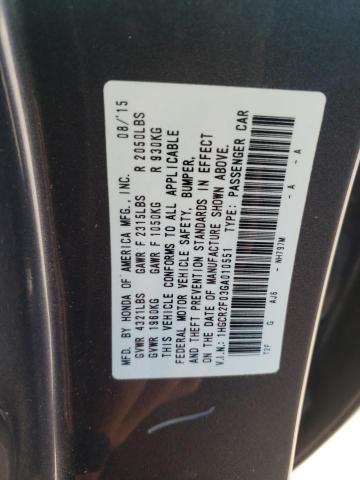 MFD. BY HONDA OF AMERICA MFG., INC. 08/'15
GVWR 4321LBS GAWR F 2315LBS R 2050LBS
GVWR 1960KG GAWR F 1050KG R 930KG
THIS VEHICLE CONFORMS TO ALL APPLICABLE
FEDERAL MOTOR VEHICLE SAFETY, BUMPER,
AND THEFT PREVENTION STANDARDS IN EFFECT
ON THE DATE OF MANUFACTURE SHOWN ABOVE.
V.I.N.: 1HGCR2F03GA010551 TYPE: PASSENGER CAR
T2F G AJ6 NH797M - A - A